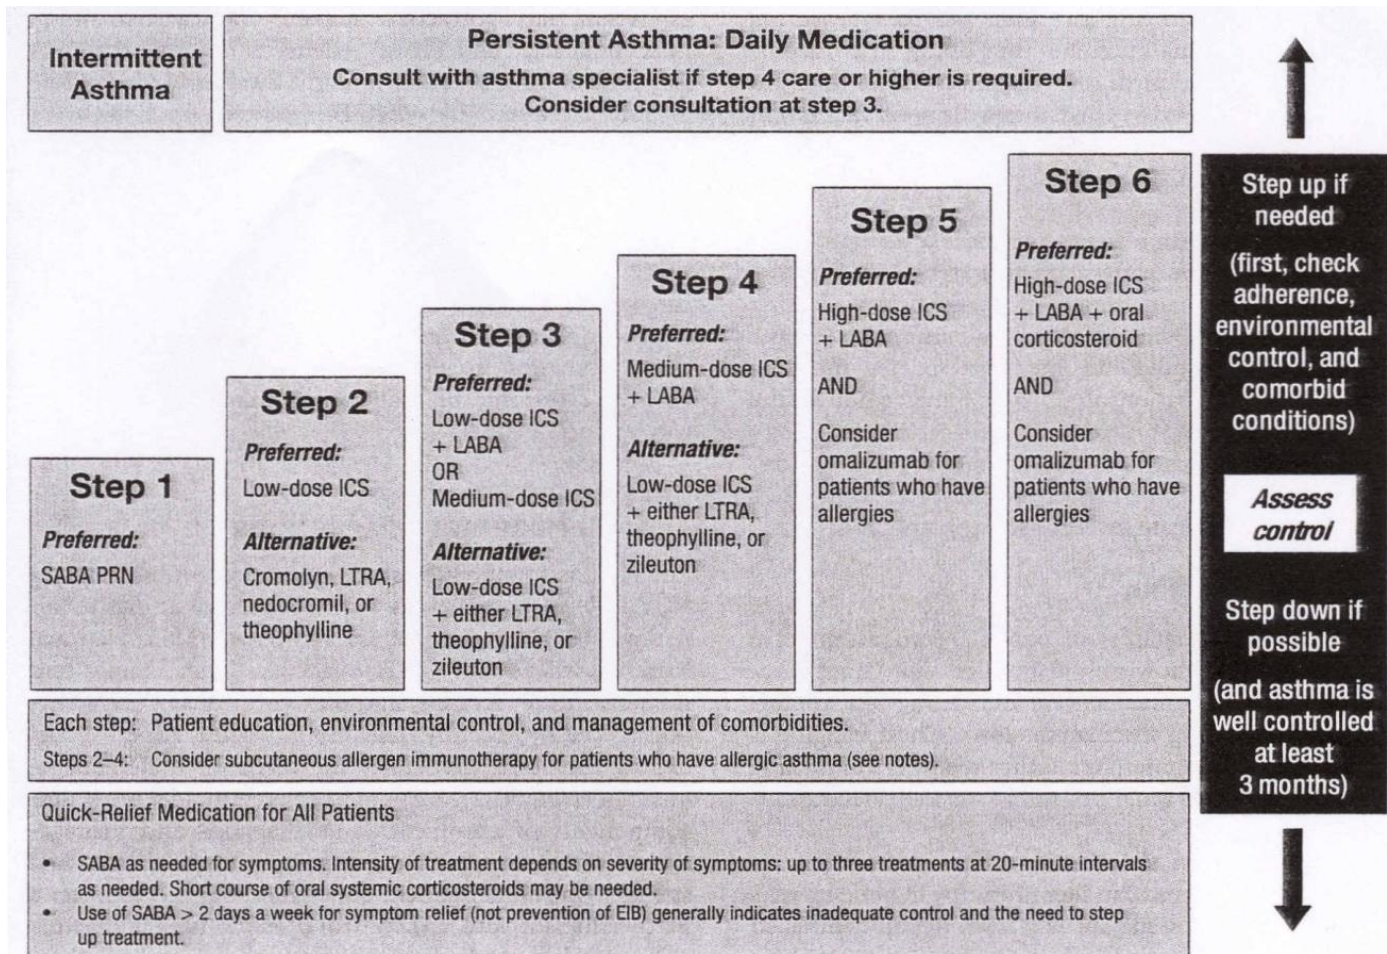 Intermittent
Asthma
Persistent Asthma: Daily Medication
Consult with asthma specialist if step 4 care or higher is required.
Consider consultation at step 3.
Step 1
Preferred:
SABA PRN
Step 2
Preferred:
Low-dose ICS
Alternative:
Cromolyn, LTRA,
nedocromil, or
theophylline
Step 3
Preferred:
Low-dose ICS
+ LABA
OR
Medium-dose ICS
Alternative:
Low-dose ICS
+ either LTRA,
theophylline, or
zileuton
Step 4
Preferred:
Medium-dose ICS
+ LABA
Alternative:
Low-dose ICS
+ either LTRA,
theophylline, or
zileuton
Step 5
Preferred:
High-dose ICS
+ LABA
AND
Consider
omalizumab for
patients who have
allergies
Step 6
Preferred:
High-dose ICS
+ LABA + oral
corticosteroid
AND
Consider
omalizumab for
patients who have
allergies
Step up if
needed
(first, check
adherence,
environmental
control, and
comorbid
conditions)
Assess
control
Step down if
possible
(and asthma is
well controlled
at least
3 months)
Each step: Patient education, environmental control, and management of comorbidities.
Steps 2–4: Consider subcutaneous allergen immunotherapy for patients who have allergic asthma (see notes).
Quick-Relief Medication for All Patients
• SABA as needed for symptoms. Intensity of treatment depends on severity of symptoms: up to three treatments at 20-minute intervals
as needed. Short course of oral systemic corticosteroids may be needed.
• Use of SABA > 2 days a week for symptom relief (not prevention of EIB) generally indicates inadequate control and the need to step
up treatment.